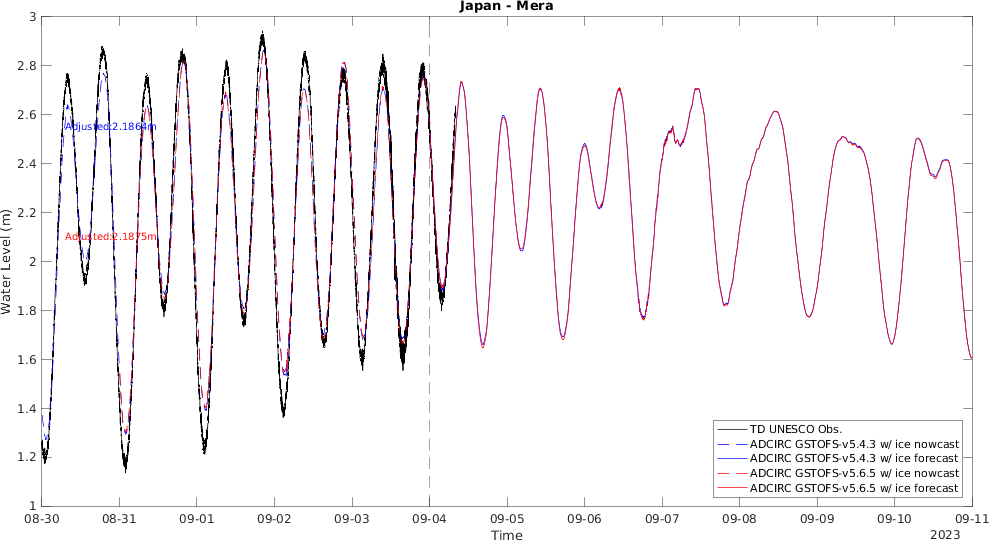 Japan - Mera
Water Level (m)
3
2.8
2.6
2.4
2.2
2
1.8
1.6
1.4
1.2
1
Adjusted:2.1864m
Adjusted:2.1875m
TD UNESCO Obs.
ADCIRC GSTOFS-v5.4.3 w/ ice nowcast
ADCIRC GSTOFS-v5.4.3 w/ ice forecast
ADCIRC GSTOFS-v5.6.5 w/ ice nowcast
ADCIRC GSTOFS-v5.6.5 w/ ice forecast
08-30 08-31 09-01 09-02 09-03 09-04 09-05 09-06 09-07 09-08 09-09 09-10 09-11
Time
2023